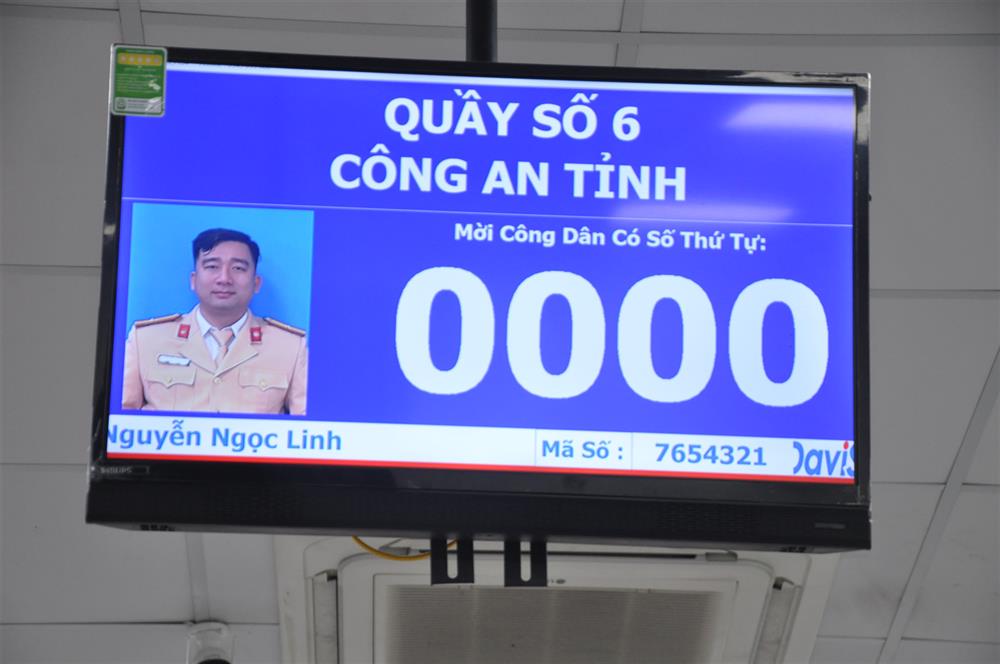 QUẦY SỐ 6
CÔNG AN TỈNH
Mời Công Dân Có Số Thứ Tự:
0000
Nguyễn Ngọc Linh
Mã Số : 7654321
Davis
PHILIPS